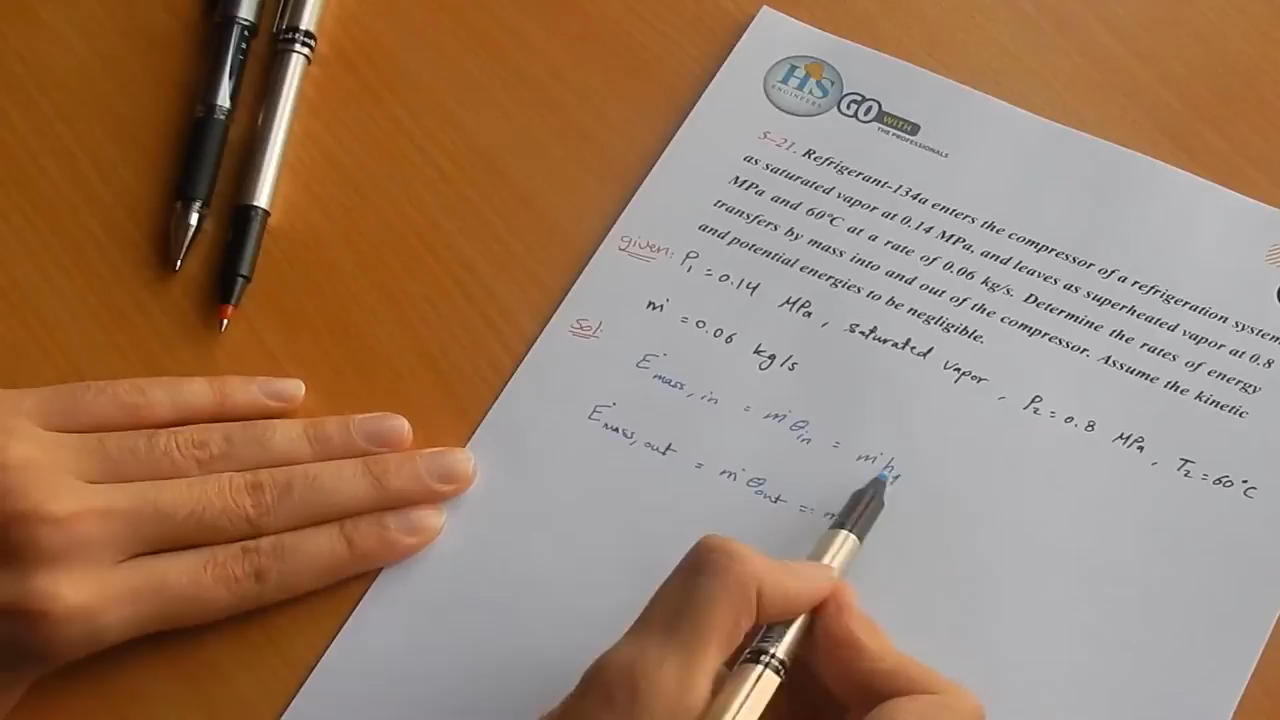 HS
ENGINEERS
GO WITH
THE PROFESSIONALS
5-21. Refrigerant-134a enters the compressor of a refrigeration system
as saturated vapor at 0.14 MPa, and leaves as superheated vapor at 0.8
MPa and 60°C at a rate of 0.06 kg/s. Determine the rates of energy
transfers by mass into and out of the compressor. Assume the kinetic
and potential energies to be negligible.
given: P₁ = 0.14 MPa, saturated vapor, P₂ = 0.8 MPa, T₂ = 60°C
ṁ = 0.06 kg/s
Sol.
Ė mass, in = ṁ θ in = ṁ h₁
Ė mass, out = ṁ θ out =